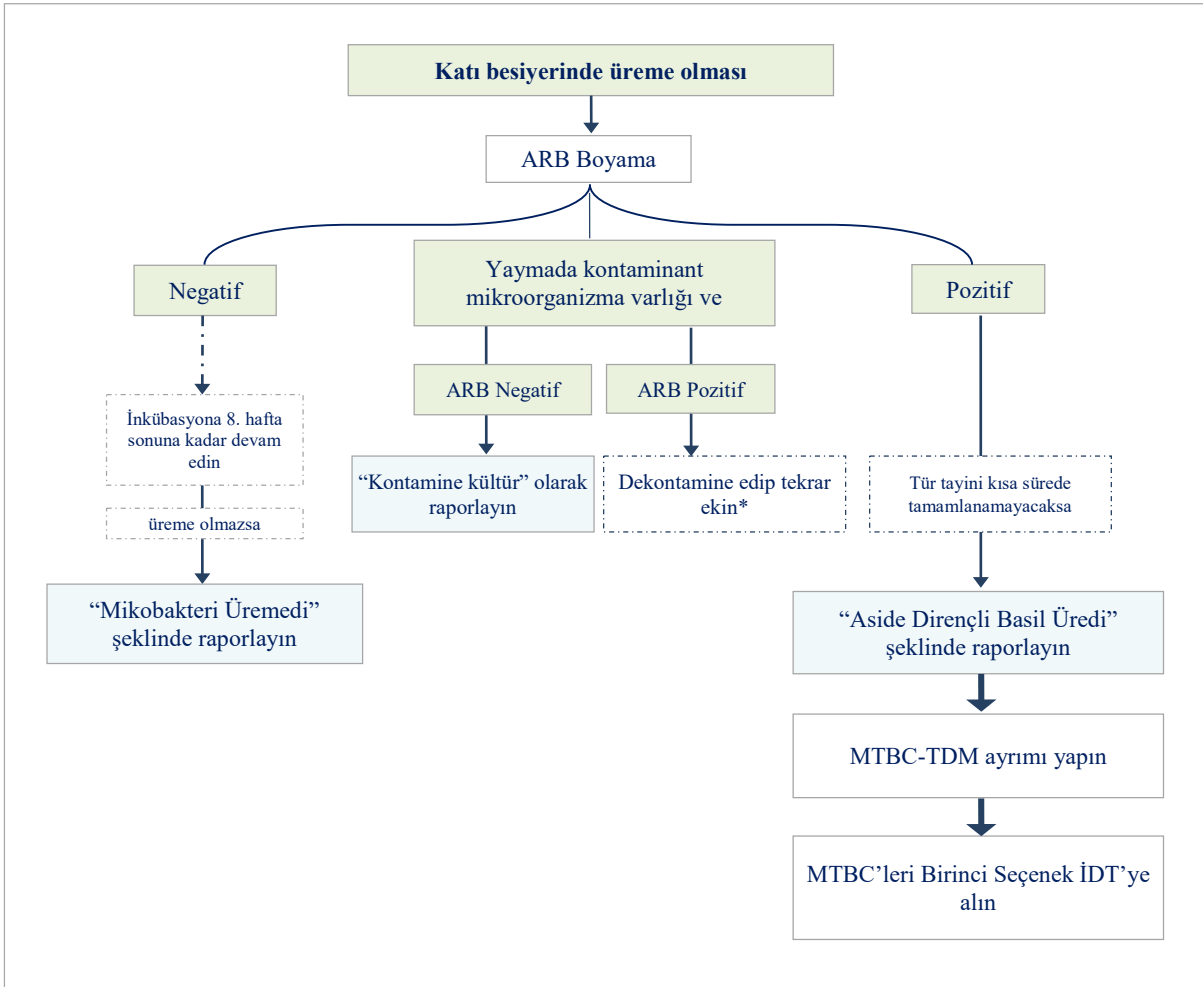 Katı besiyerinde üreme olması
ARB Boyama
Negatif
Yaymada kontaminant
mikroorganizma varlığı ve
Pozitif
ARB Negatif
ARB Pozitif
İnkübasyona 8. hafta
sonuna kadar devam
edin
“Kontamine kültür” olarak
raporlayın
Dekontamine edip tekrar
ekin*
Tür tayini kısa sürede
tamamlanamayacaksa
üreme olmazsa
“Mikobakteri Üremedi”
şeklinde raporlayın
“Aside Dirençli Basil Üredi”
şeklinde raporlayın
MTBC-TDM ayrımı yapın
MTBC’leri Birinci Seçenek İDT’ye
alın